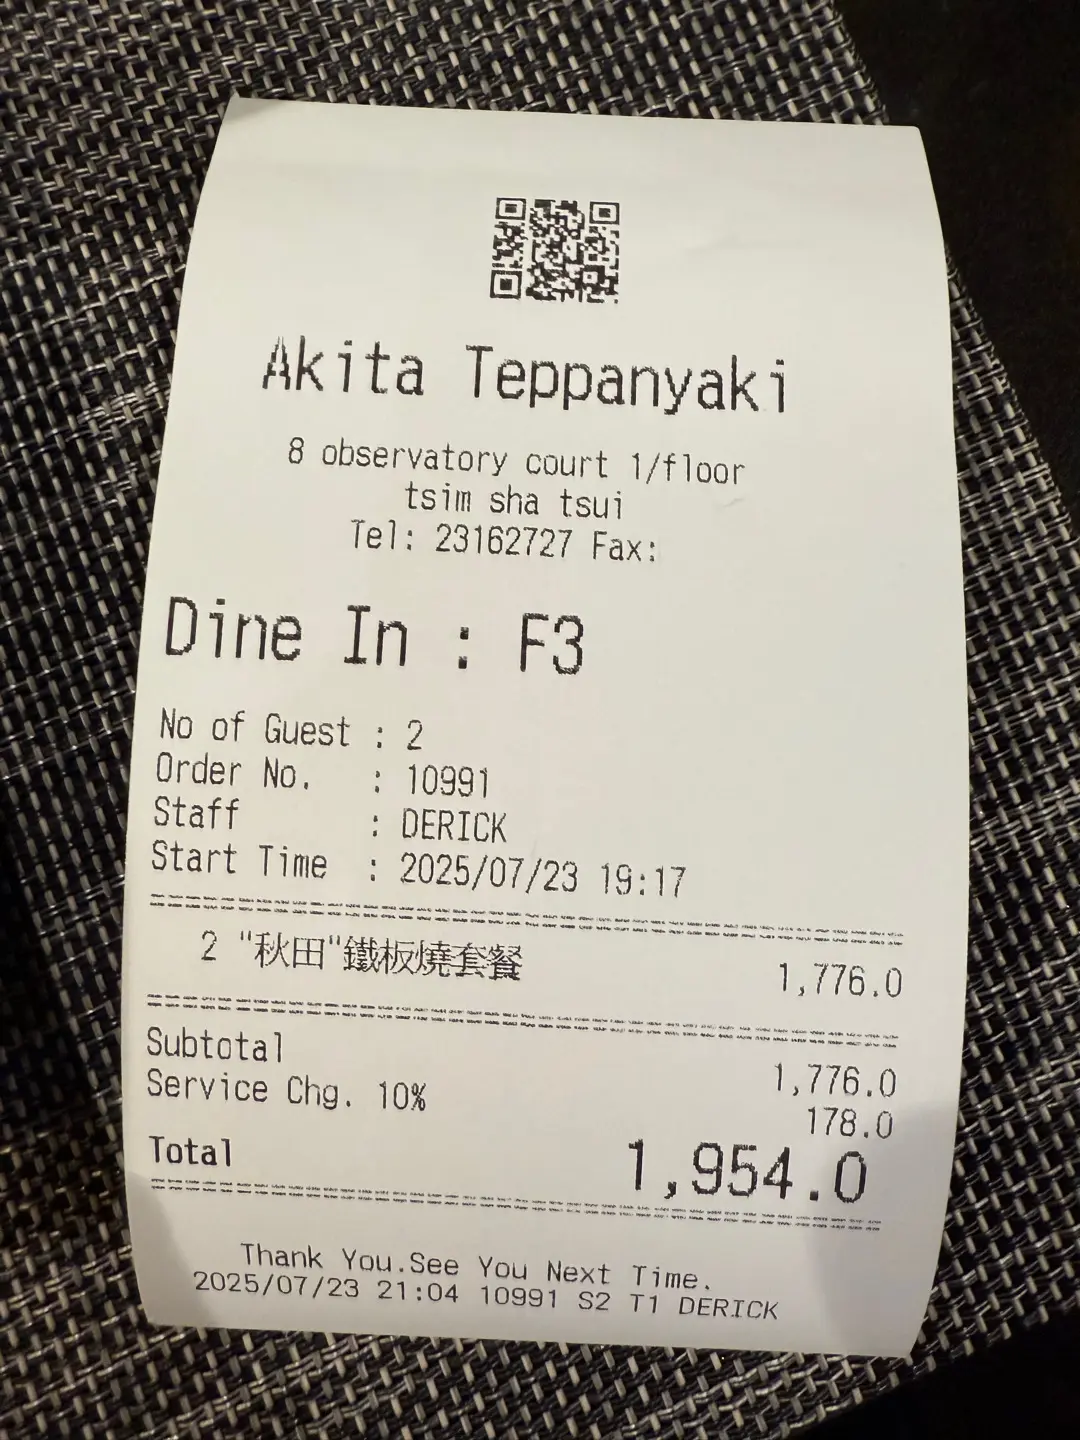 Akita Teppanyaki
8 observatory court 1/floor
tsim sha tsui
Tel: 23162727 Fax:
Dine In : F3
No of Guest : 2
Order No. : 10991
Staff : DERICK
Start Time : 2025/07/23 19:17
2 "秋田"鐵板燒套餐 1,776.0
Subtotal 1,776.0
Service Chg. 10% 178.0
Total 1,954.0
Thank You.See You Next Time.
2025/07/23 21:04 10991 S2 T1 DERICK